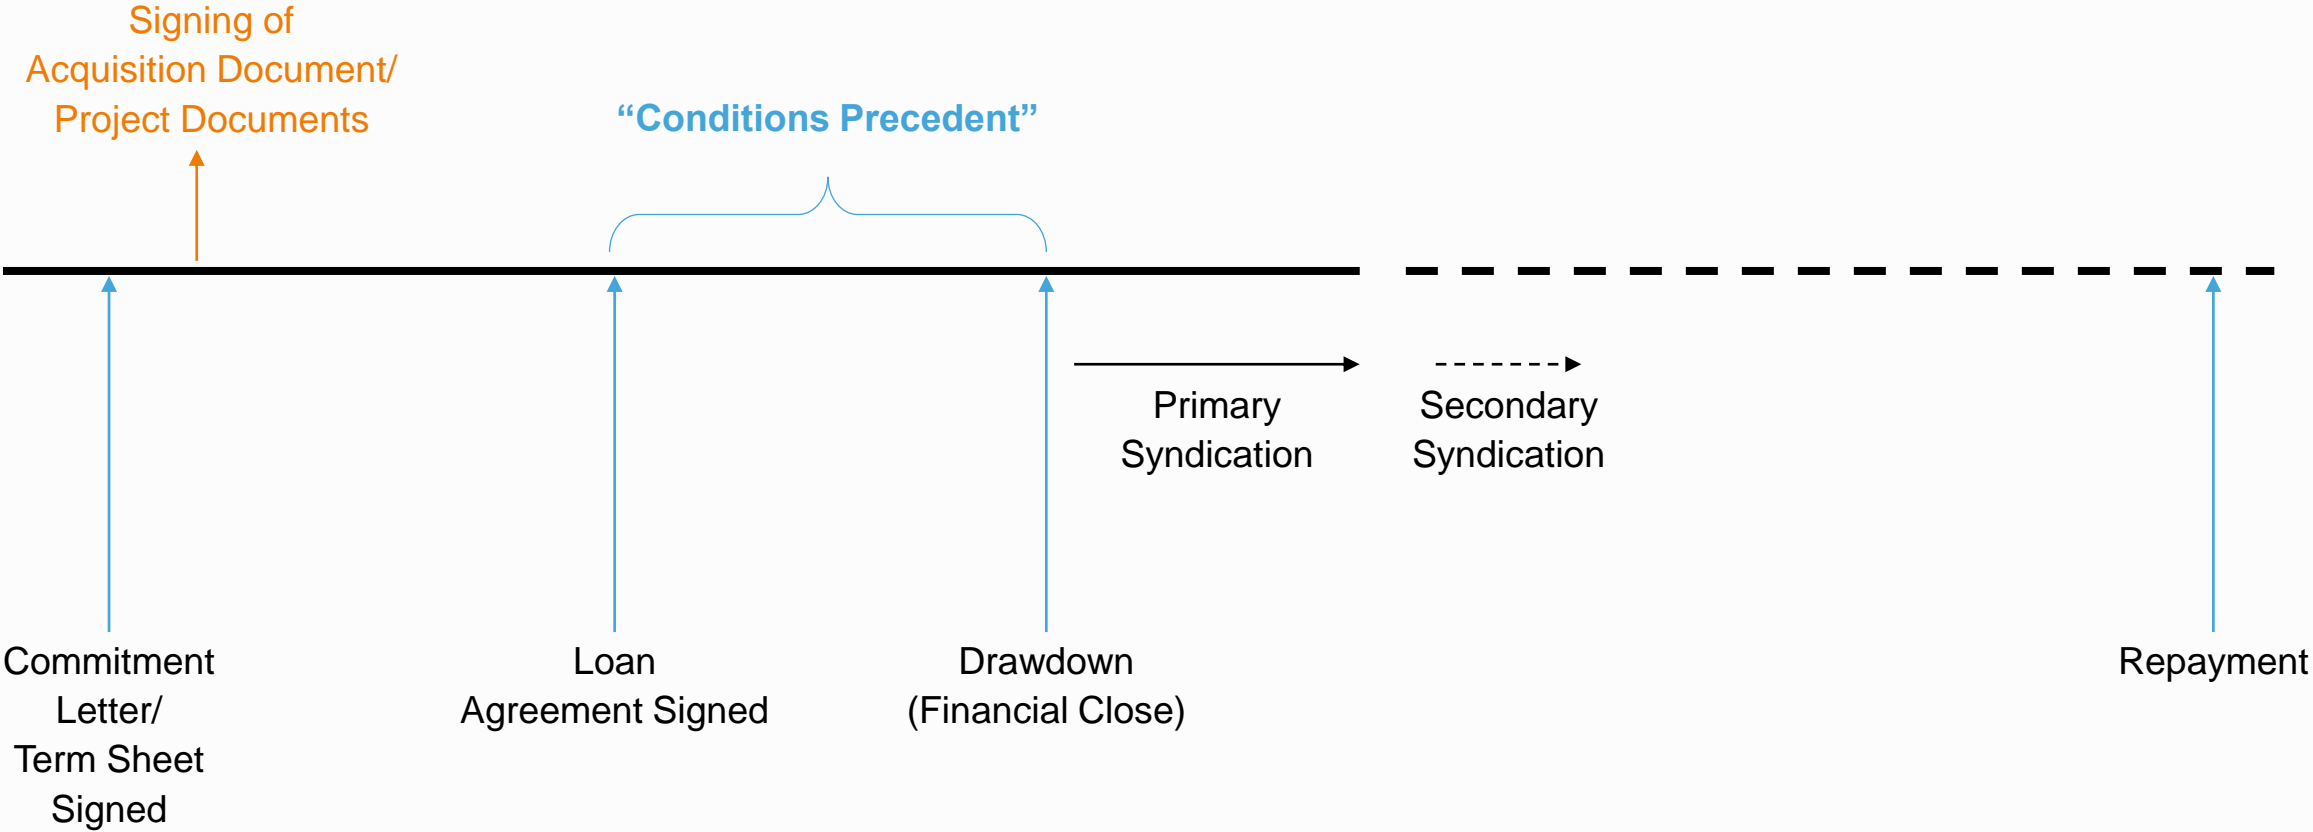 Signing of
Acquisition Document/
Project Documents
“Conditions Precedent”
Primary
Syndication
Secondary
Syndication
Commitment
Letter/
Term Sheet
Signed
Loan
Agreement Signed
Drawdown
(Financial Close)
Repayment